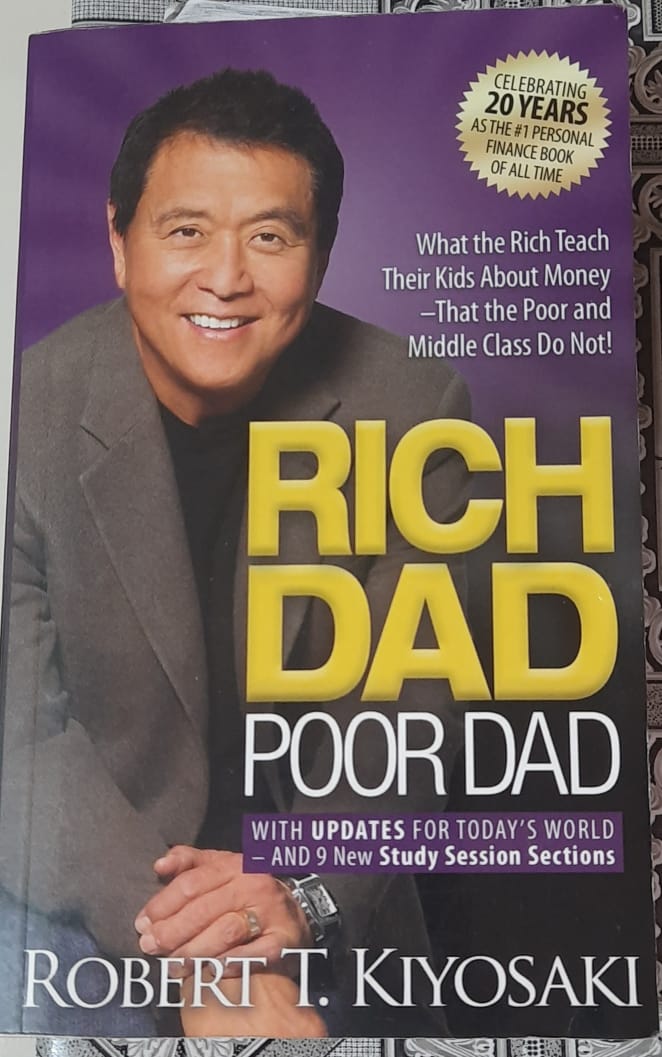 CELEBRATING
20 YEARS
AS THE #1 PERSONAL
FINANCE BOOK
OF ALL TIME
What the Rich Teach
Their Kids About Money
–That the Poor and
Middle Class Do Not!
RICH
DAD
POOR DAD
WITH UPDATES FOR TODAY'S WORLD
– AND 9 New Study Session Sections
ROBERT T. KIYOSAKI